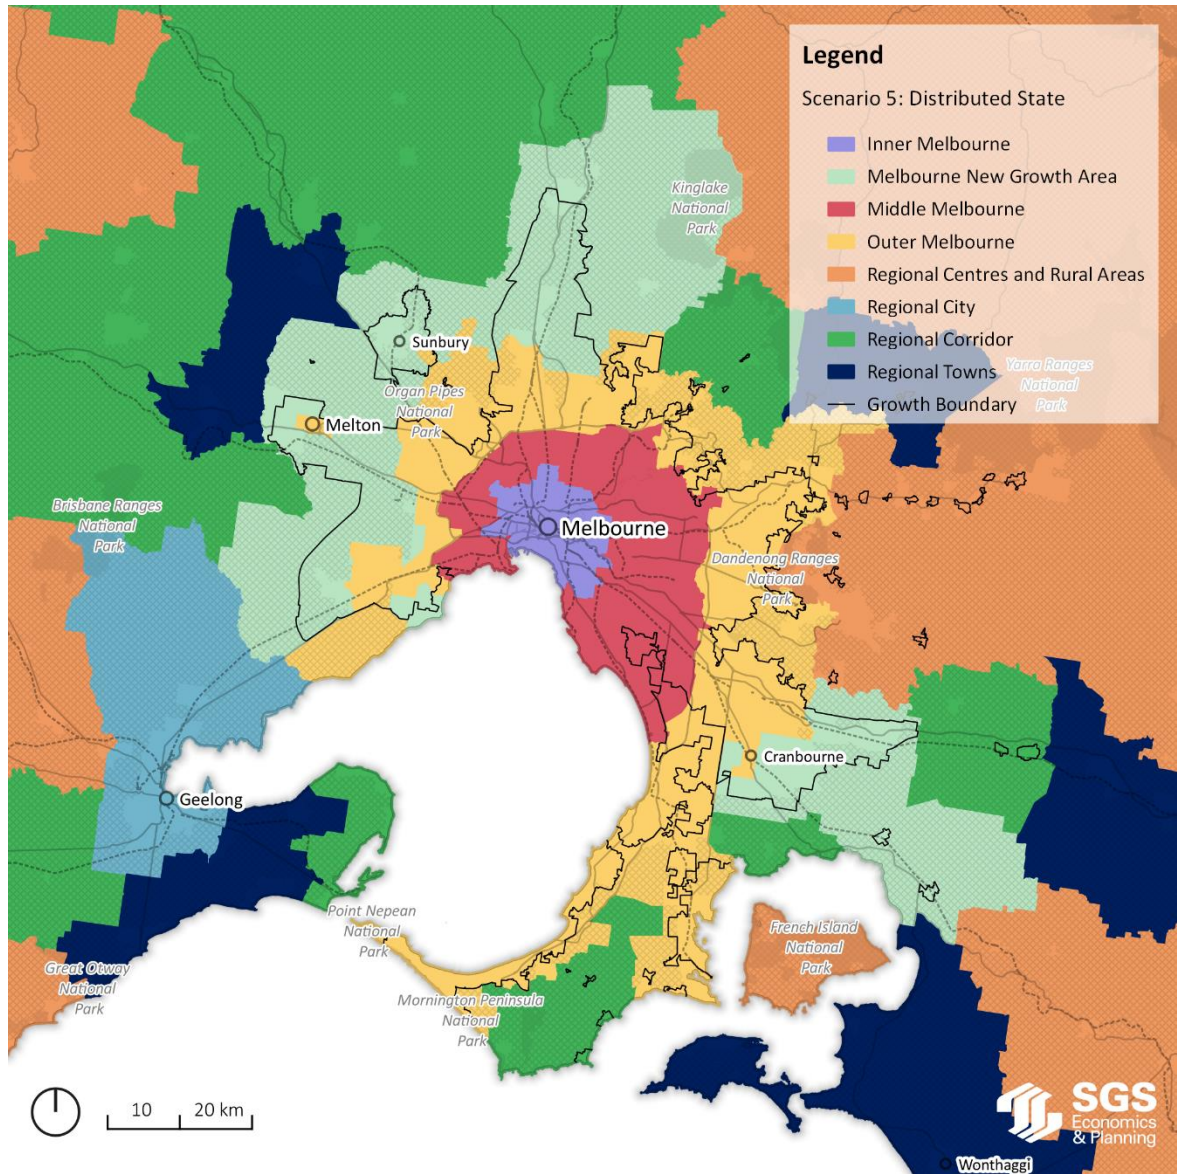 Legend
Scenario 5: Distributed State
Inner Melbourne
Melbourne New Growth Area
Middle Melbourne
Outer Melbourne
Regional Centres and Rural Areas
Regional City
Regional Corridor
Regional Towns
Growth Boundary
Kinglake
National
Park
Yarra Ranges
National
Park
Sunbury
Organ Pipes
National
Park
Melton
Brisbane Ranges
National
Park
Melbourne
Dandenong Ranges
National
Park
Cranbourne
Geelong
Point Nepean
National
Park
French Island
National
Park
Great Otway
National
Park
Mornington Peninsula
National
Park
10 20 km
SGS
Economics
& Planning
Wonthaggi